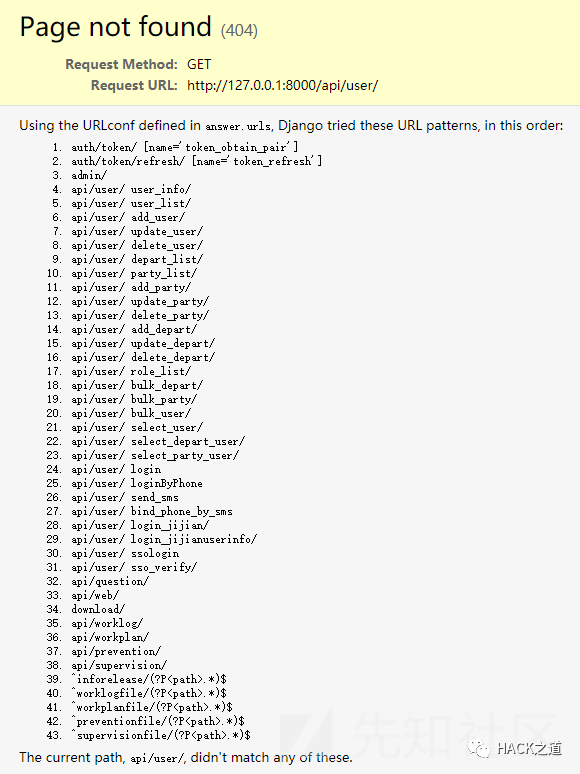 Page not found (404)
Request Method: GET
Request URL: http://127.0.0.1:8000/api/user/
Using the URLconf defined in answer.urls, Django tried these URL patterns, in this order:
1. auth/token/ [name='token_obtain_pair']
2. auth/token/refresh/ [name='token_refresh']
3. admin/
4. api/user/ user_info/
5. api/user/ user_list/
6. api/user/ add_user/
7. api/user/ update_user/
8. api/user/ delete_user/
9. api/user/ depart_list/
10. api/user/ party_list/
11. api/user/ add_party/
12. api/user/ update_party/
13. api/user/ delete_party/
14. api/user/ add_depart/
15. api/user/ update_depart/
16. api/user/ delete_depart/
17. api/user/ role_list/
18. api/user/ bulk_depart/
19. api/user/ bulk_party/
20. api/user/ bulk_user/
21. api/user/ select_user/
22. api/user/ select_depart_user/
23. api/user/ select_party_user/
24. api/user/ login
25. api/user/ loginByPhone
26. api/user/ send_sms
27. api/user/ bind_phone_by_sms
28. api/user/ login_jijian/
29. api/user/ login_jijianuserinfo/
30. api/user/ ssologin
31. api/user/ sso_verify/
32. api/question/
33. api/web/
34. download/
35. api/worklog/
36. api/workplan/
37. api/prevention/
38. api/supervision/
39. ^inforelease/(?P<path>.*)$
40. ^worklogfile/(?P<path>.*)$
41. ^workplanfile/(?P<path>.*)$
42. ^preventionfile/(?P<path>.*)$
43. ^supervisionfile/(?P<path>.*)$
先知社区
HACK之道
The current path, api/user/, didn't match any of these.